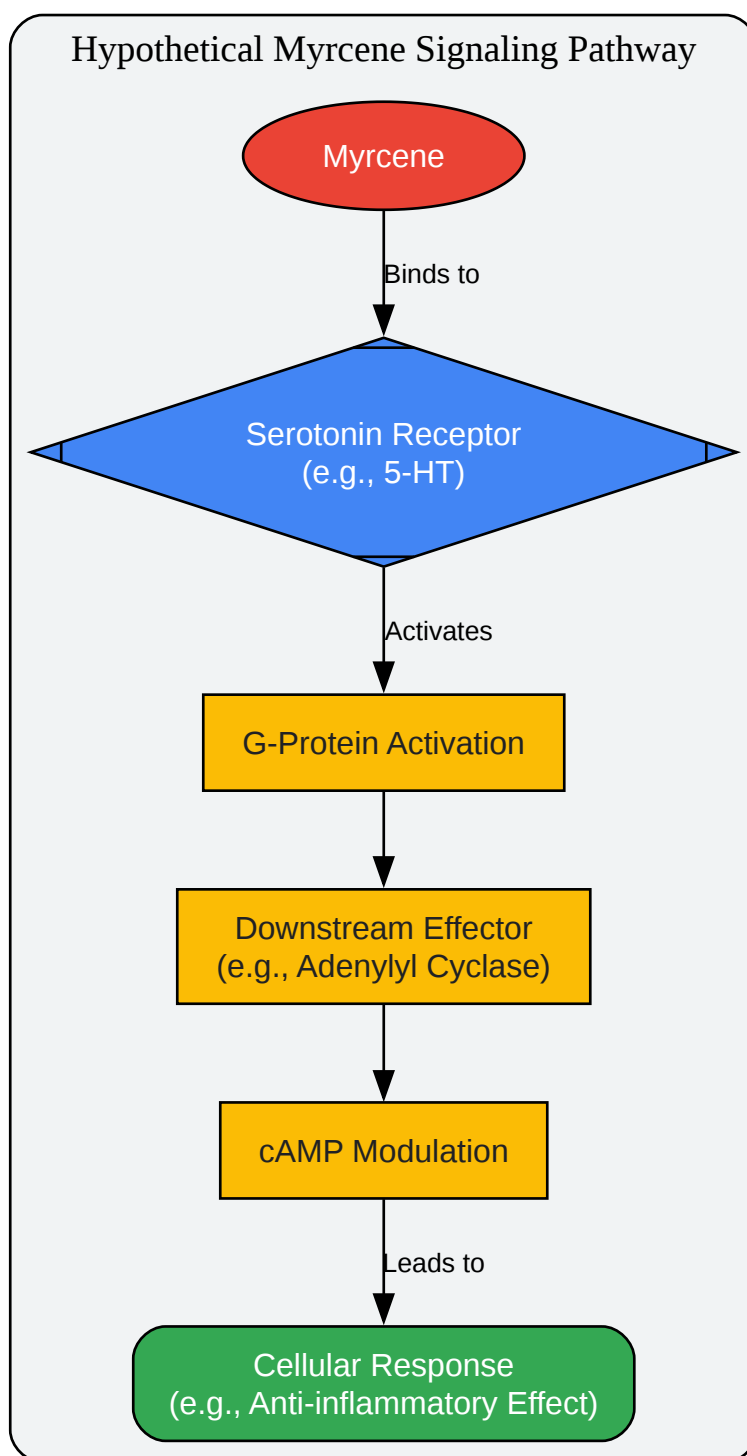 Hypothetical Myrcene Signaling Pathway
Myrcene
Binds to
Serotonin Receptor
(e.g., 5-HT)
Activates
G-Protein Activation
Downstream Effector
(e.g., Adenylyl Cyclase)
cAMP Modulation
Leads to
Cellular Response
(e.g., Anti-inflammatory Effect)